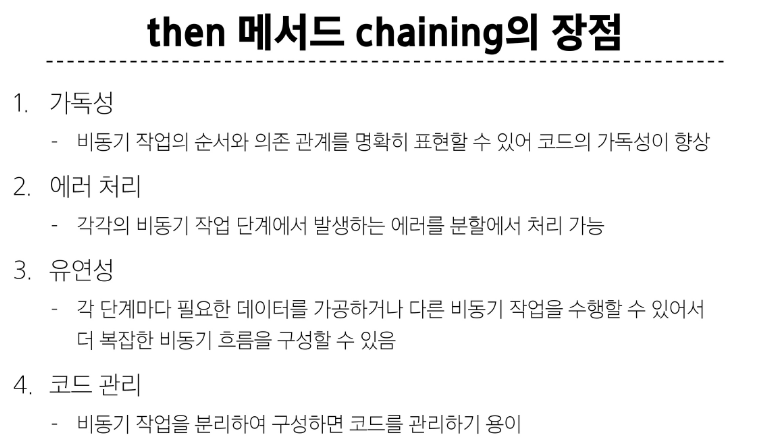 then 메서드 chaining의 장점
1. 가독성
- 비동기 작업의 순서와 의존 관계를 명확히 표현할 수 있어 코드의 가독성이 향상
2. 에러 처리
- 각각의 비동기 작업 단계에서 발생하는 에러를 분할에서 처리 가능
3. 유연성
- 각 단계마다 필요한 데이터를 가공하거나 다른 비동기 작업을 수행할 수 있어서
더 복잡한 비동기 흐름을 구성할 수 있음
4. 코드 관리
- 비동기 작업을 분리하여 구성하면 코드를 관리하기 용이